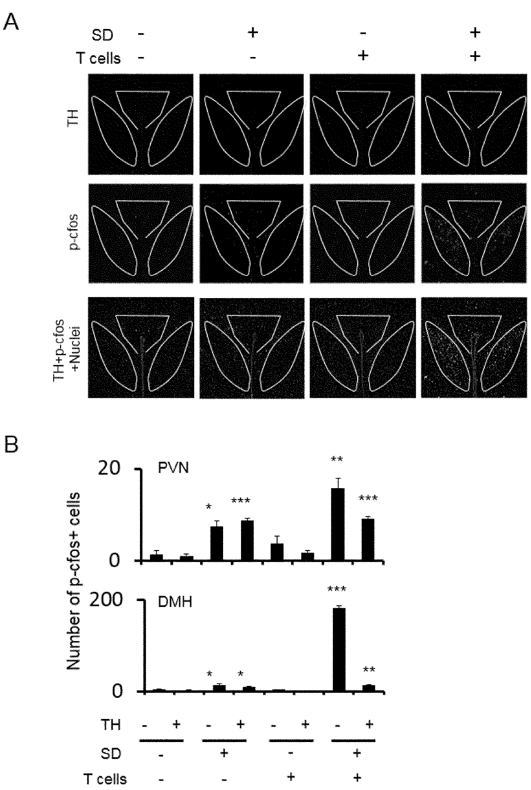 A
SD - + - +
T cells - - + +
TH
p-cfos
TH+p-cfos
+Nuclei
B
Number of p-cfos+ cells
20
0
PVN
* *** ** ***
200
0
DMH
* * *** **
TH - + - + - + - +
SD - + - +
T cells - - + +